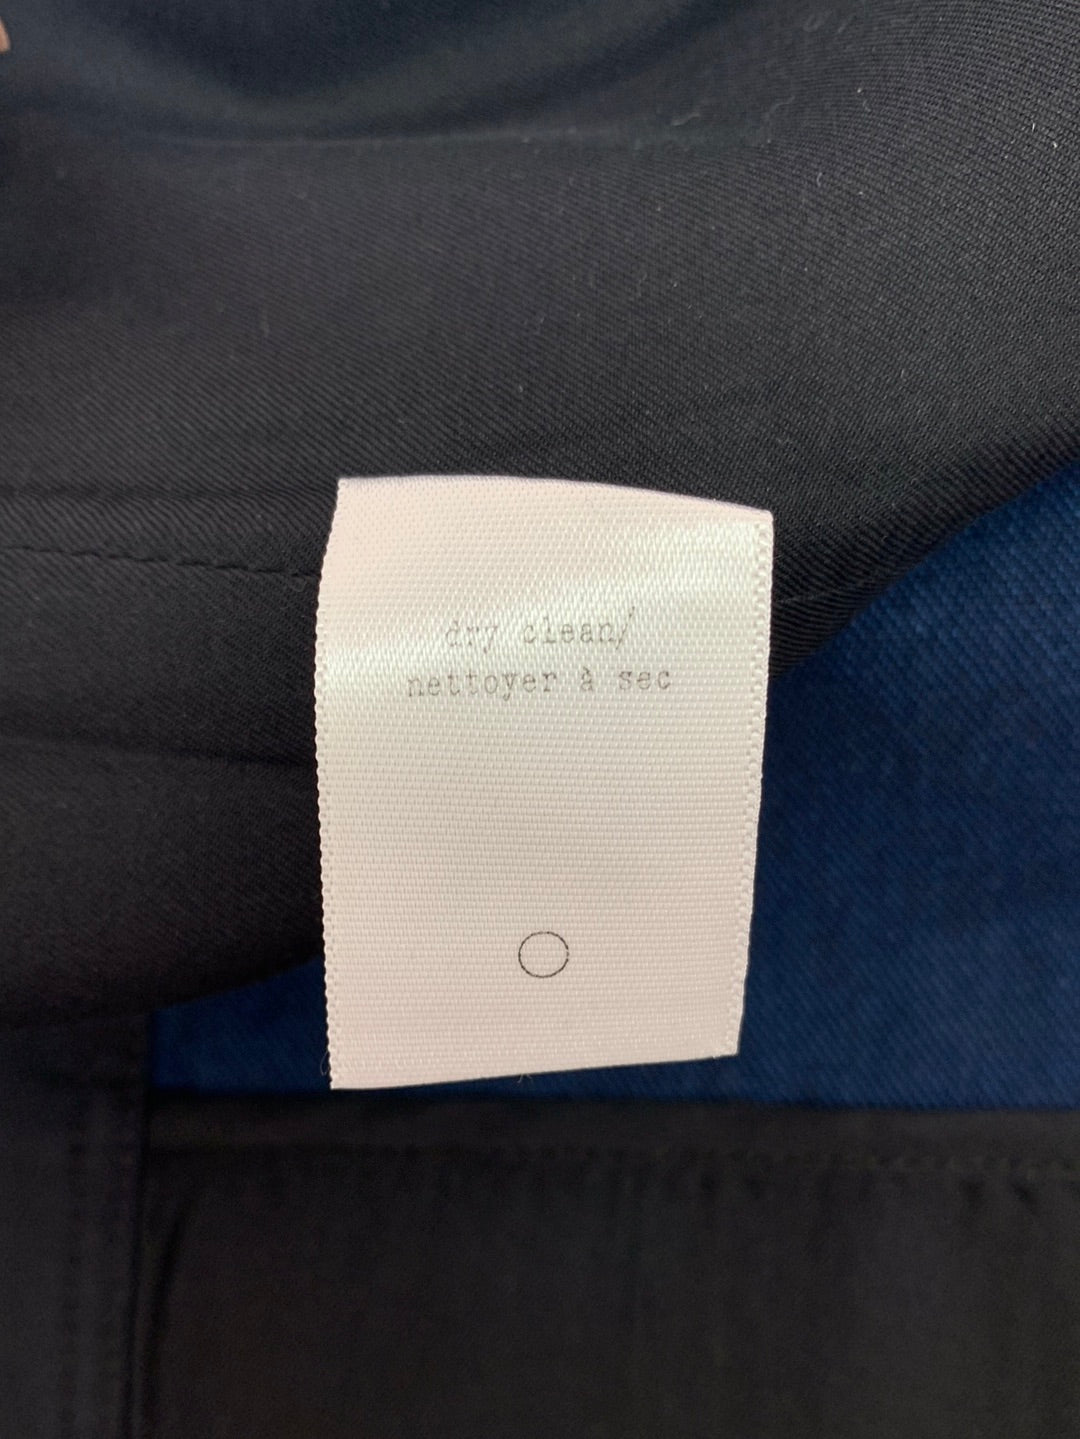 dry clean/
nettoyer à sec